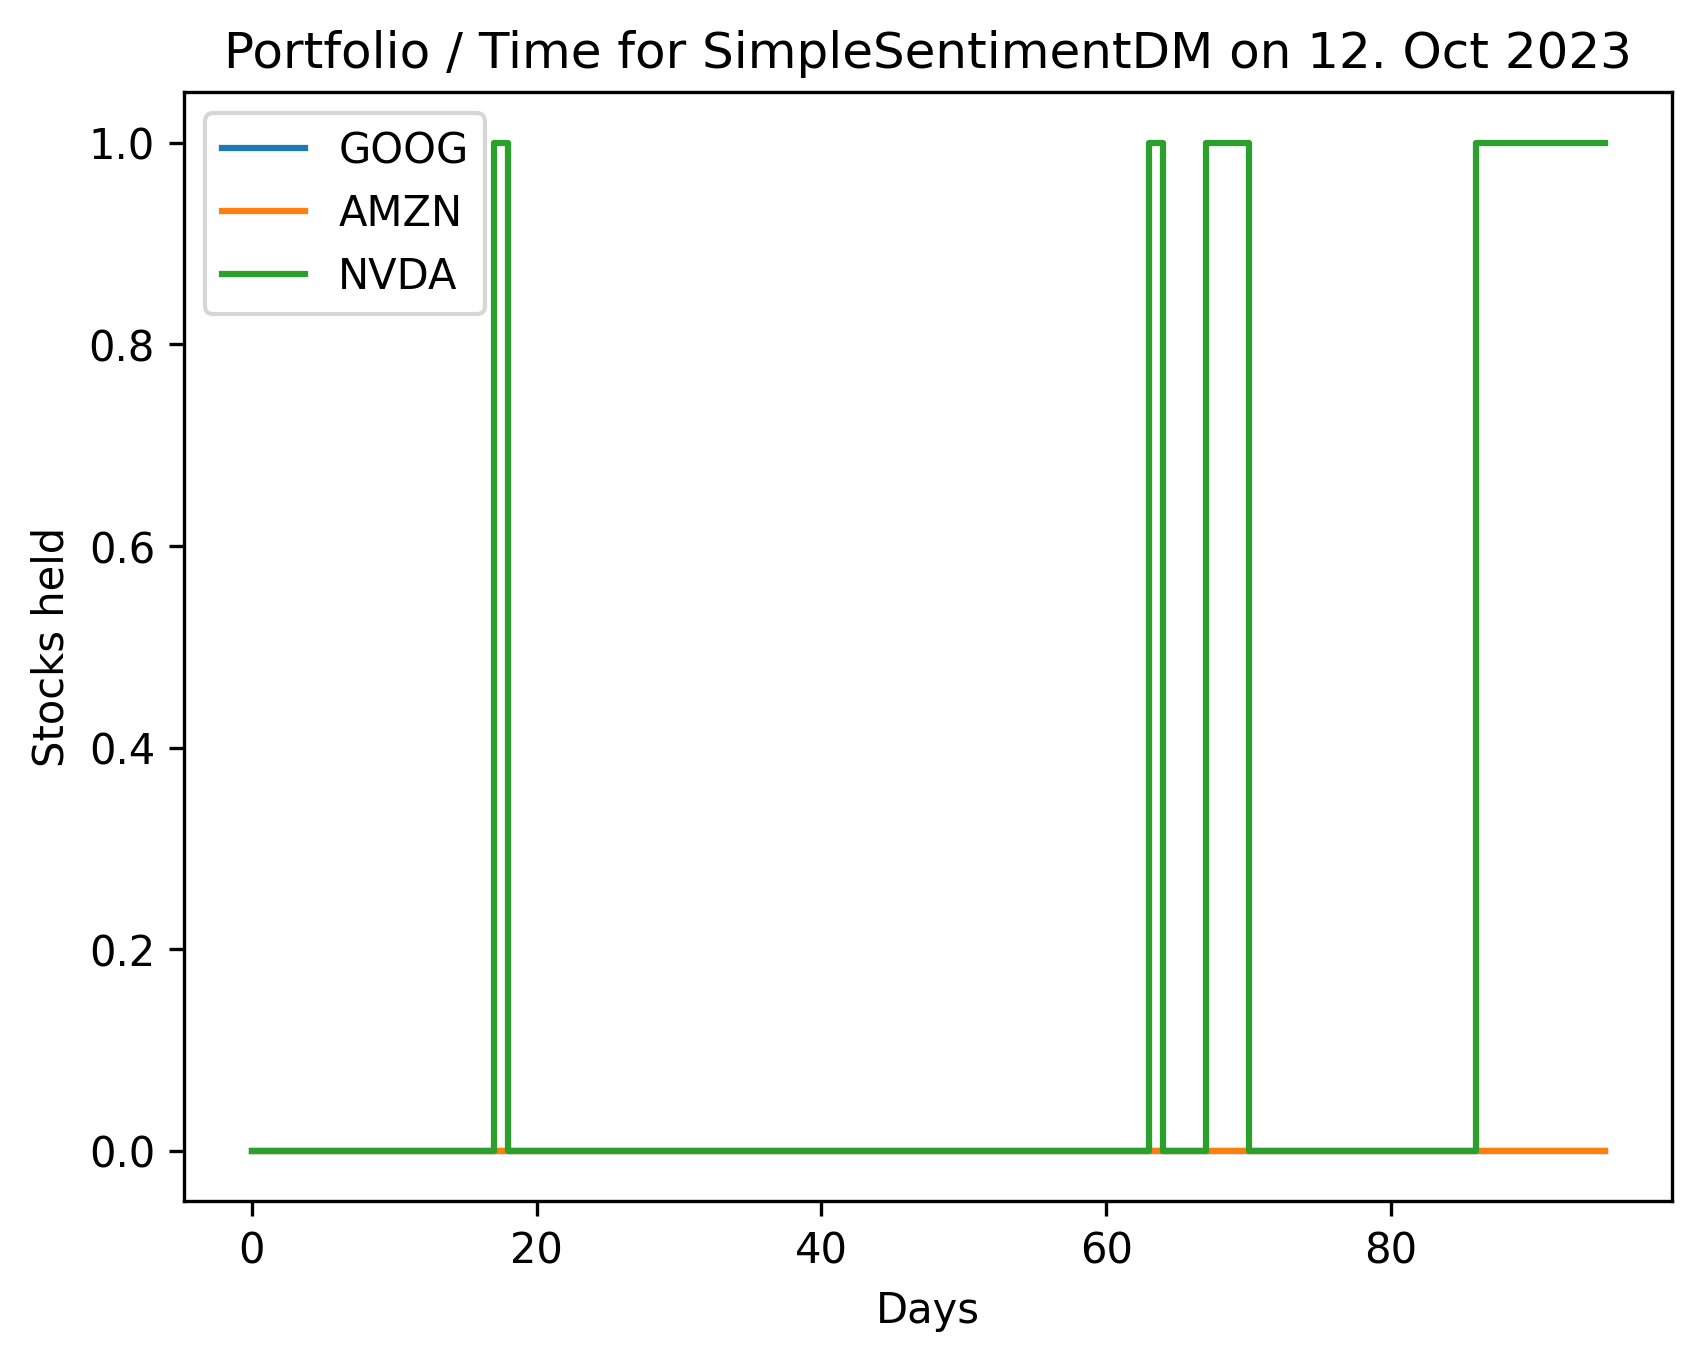 Portfolio / Time for SimpleSentimentDM on 12. Oct 2023
GOOG
AMZN
NVDA
1.0
0.8
0.6
0.4
0.2
0.0
Stocks held
0 20 40 60 80
Days